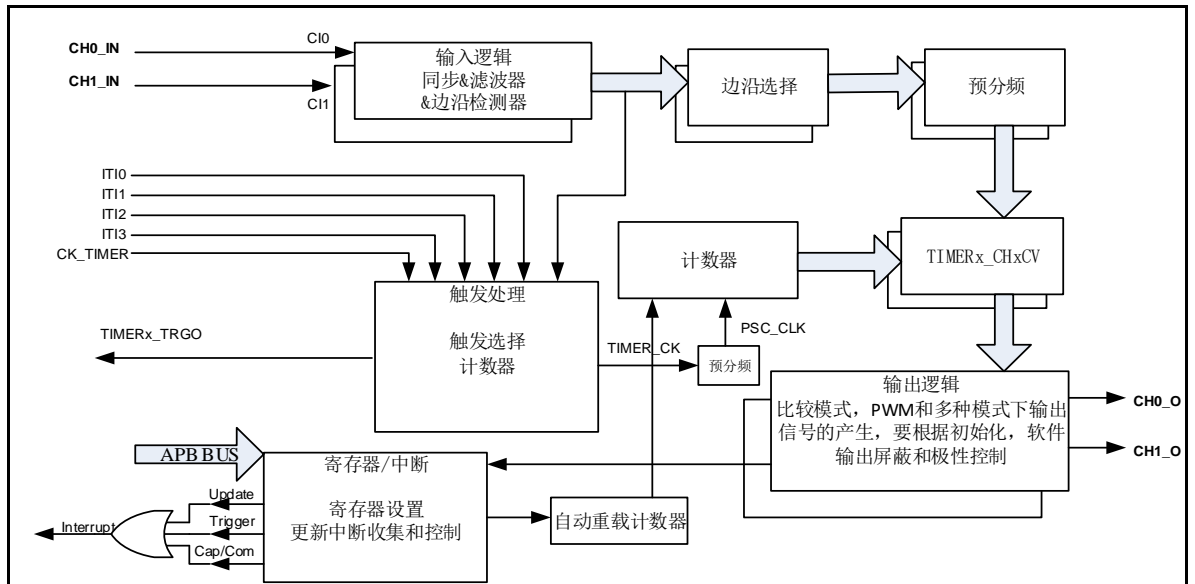 CH0_IN
CI0
CH1_IN
CI1
输入逻辑
同步&滤波器
&边沿检测器
边沿选择
预分频
ITI0
ITI1
ITI2
ITI3
CK_TIMER
触发处理
触发选择
计数器
TIMERx_TRGO
TIMER_CK
预分频
PSC_CLK
计数器
TIMERx_CHxCV
输出逻辑
比较模式，PWM和多种模式下输出
信号的产生，要根据初始化，软件
输出屏蔽和极性控制
CH0_O
CH1_O
APB BUS
寄存器/中断
寄存器设置
更新中断收集和控制
自动重载计数器
Update
Trigger
Cap/Com
Interrupt